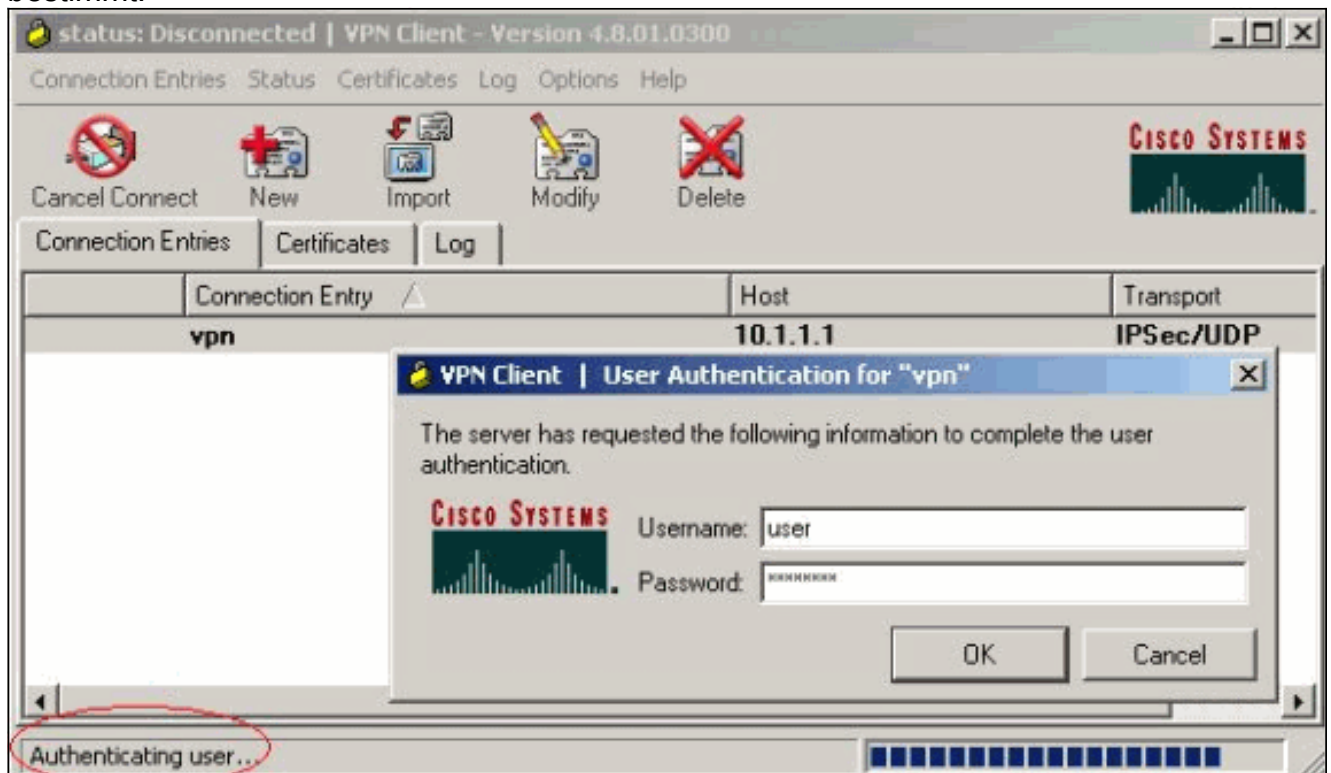 bestimmt.
status: Disconnected | VPN Client - Version 4.8.01.0300
Connection Entries Status Certificates Log Options Help
CISCO SYSTEMS
Cancel Connect New Import Modify Delete
Connection Entries Certificates Log
Connection Entry Host Transport
vpn 10.1.1.1 IPSec/UDP
VPN Client | User Authentication for "vpn"
The server has requested the following information to complete the user
authentication.
CISCO SYSTEMS
Username: user
Password: ********
OK Cancel
Authenticating user...